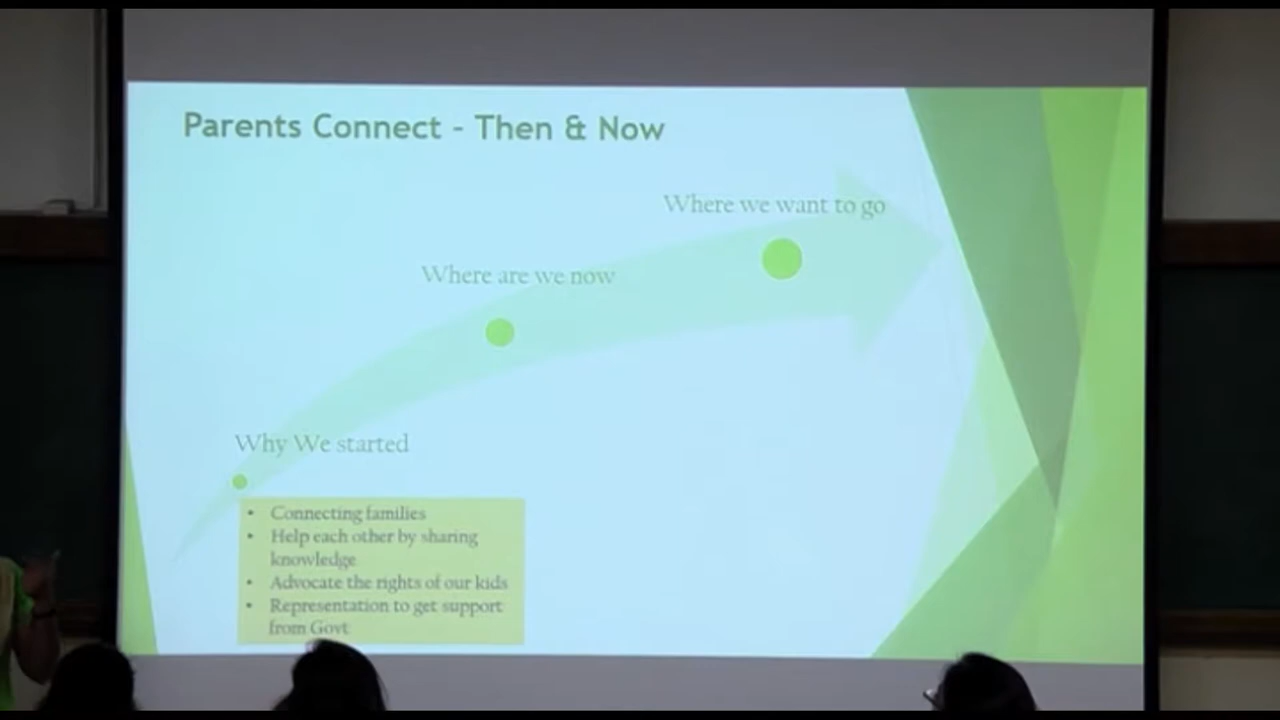 Parents Connect - Then & Now
Where we want to go
Where are we now
Why We started
• Connecting families
• Help each other by sharing
knowledge
• Advocate the rights of our kids
• Representation to get support
from Govt